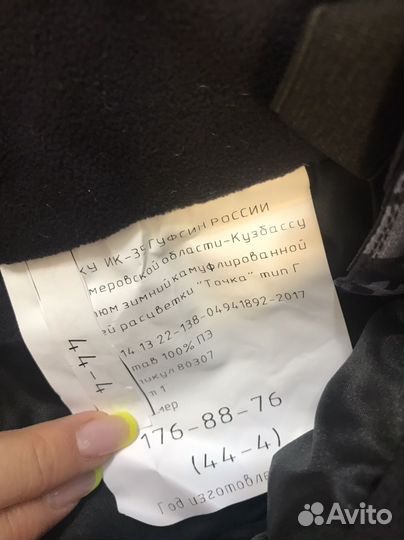 КУ ИК-35 ГУФСИН РОССИИ
меровской области-Кузбассу
юм зимний камуфлированной
ей расцветки "Точка" тип Г
14.13.22-138-04941892-2017
тав 100% ПЭ
тикул 80307
п 1
мер
176-88-76
(44-4)
Год изготовле
44-4
Avito